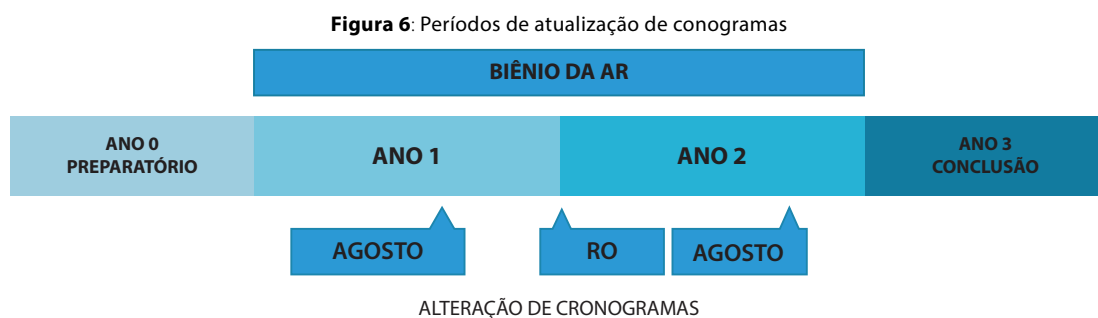 Figura 6: Períodos de atualização de conogramas
BIÊNIO DA AR
ANO 0
PREPARATÓRIO
ANO 1
ANO 2
ANO 3
CONCLUSÃO
AGOSTO
RO
AGOSTO
ALTERAÇÃO DE CRONOGRAMAS